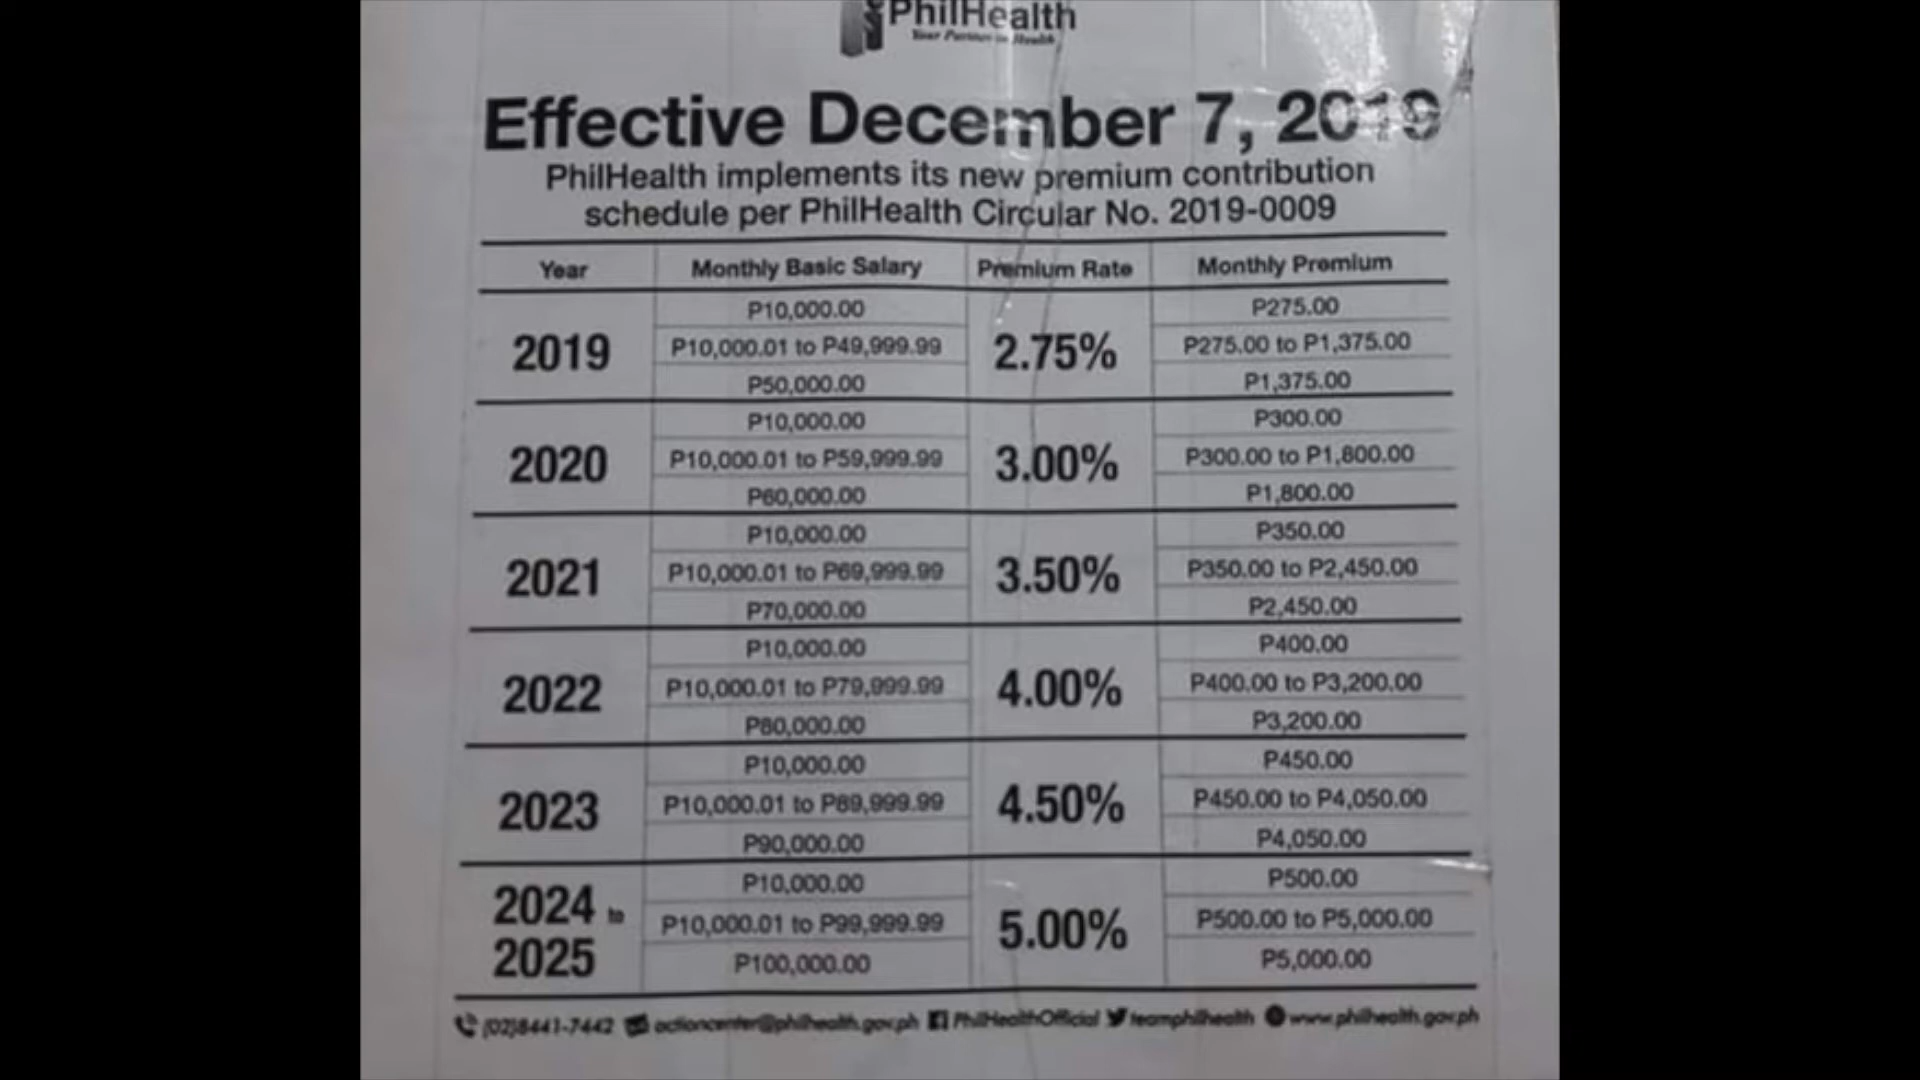 PhilHealth
Your Partner in Health
Effective December 7, 2019
PhilHealth implements its new premium contribution
schedule per PhilHealth Circular No. 2019-0009
Year Monthly Basic Salary Premium Rate Monthly Premium
P10,000.00 P275.00
2019 P10,000.01 to P49,999.99 2.75% P275.00 to P1,375.00
P50,000.00 P1,375.00
P10,000.00 P300.00
2020 P10,000.01 to P59,999.99 3.00% P300.00 to P1,800.00
P60,000.00 P1,800.00
P10,000.00 P350.00
2021 P10,000.01 to P69,999.99 3.50% P350.00 to P2,450.00
P70,000.00 P2,450.00
P10,000.00 P400.00
2022 P10,000.01 to P79,999.99 4.00% P400.00 to P3,200.00
P80,000.00 P3,200.00
P10,000.00 P450.00
2023 P10,000.01 to P89,999.99 4.50% P450.00 to P4,050.00
P90,000.00 P4,050.00
P10,000.00 P500.00
2024 to 2025 P10,000.01 to P99,999.99 5.00% P500.00 to P5,000.00
P100,000.00 P5,000.00
(02)8441-7442 actioncenter@philhealth.gov.ph PhilHealthOfficial teamphilhealth www.philhealth.gov.ph